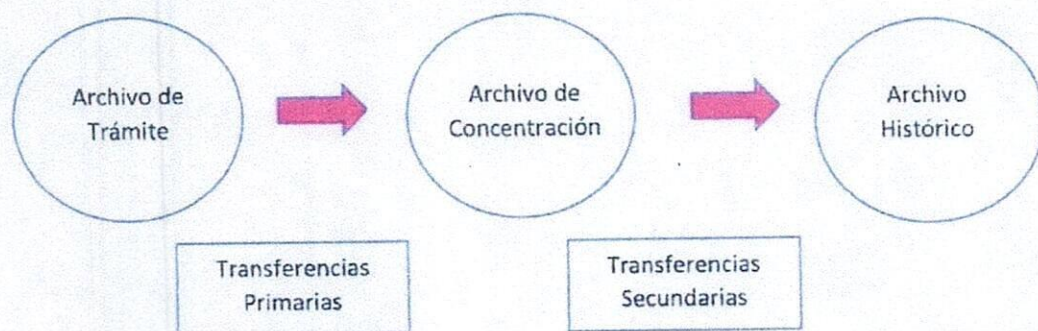 Archivo de
Trámite
Archivo de
Concentración
Archivo
Histórico
Transferencias
Primarias
Transferencias
Secundarias